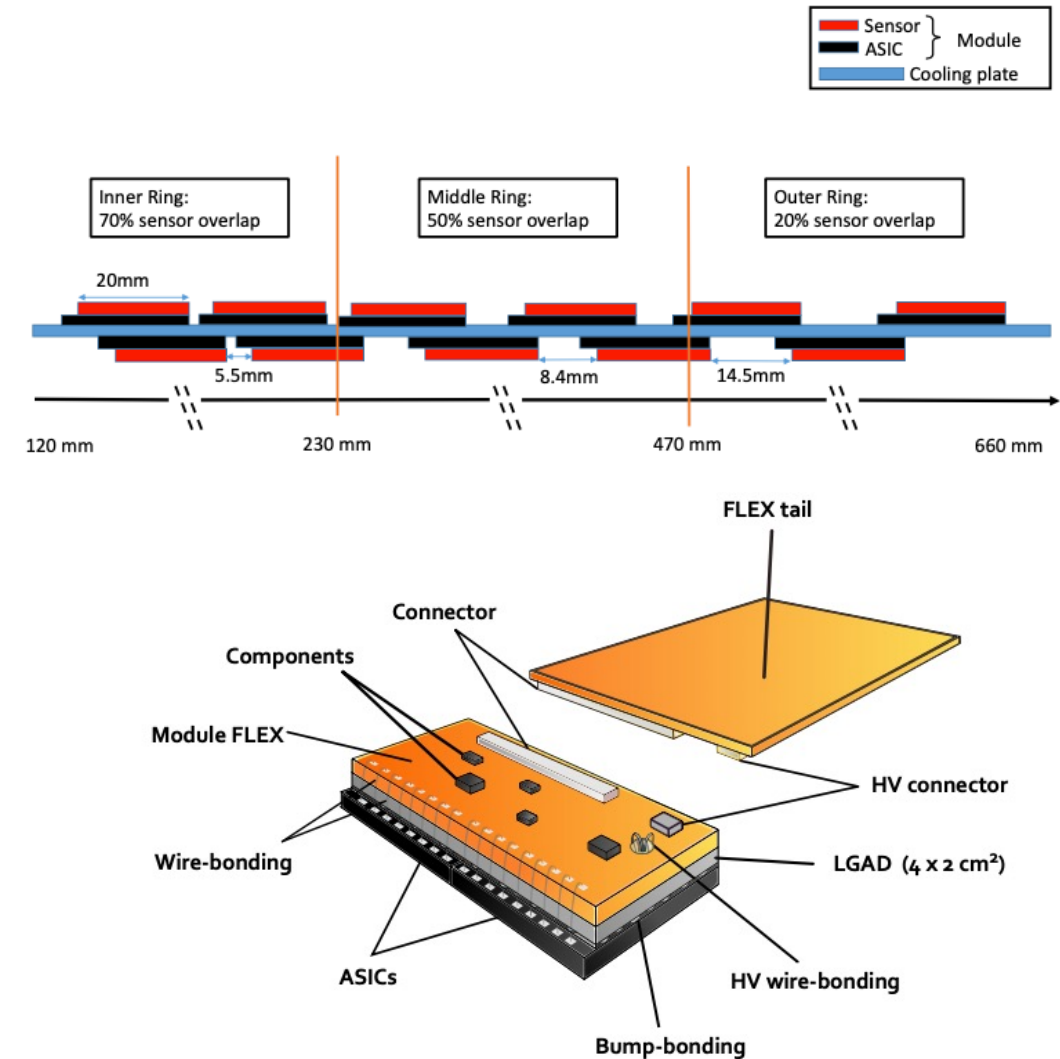 Sensor
ASIC
Module
Cooling plate
Inner Ring:
70% sensor overlap
Middle Ring:
50% sensor overlap
Outer Ring:
20% sensor overlap
20mm
5.5mm
8.4mm
14.5mm
120 mm
230 mm
470 mm
660 mm
FLEX tail
Connector
Components
Module FLEX
HV connector
Wire-bonding
LGAD (4 x 2 cm²)
ASICs
HV wire-bonding
Bump-bonding